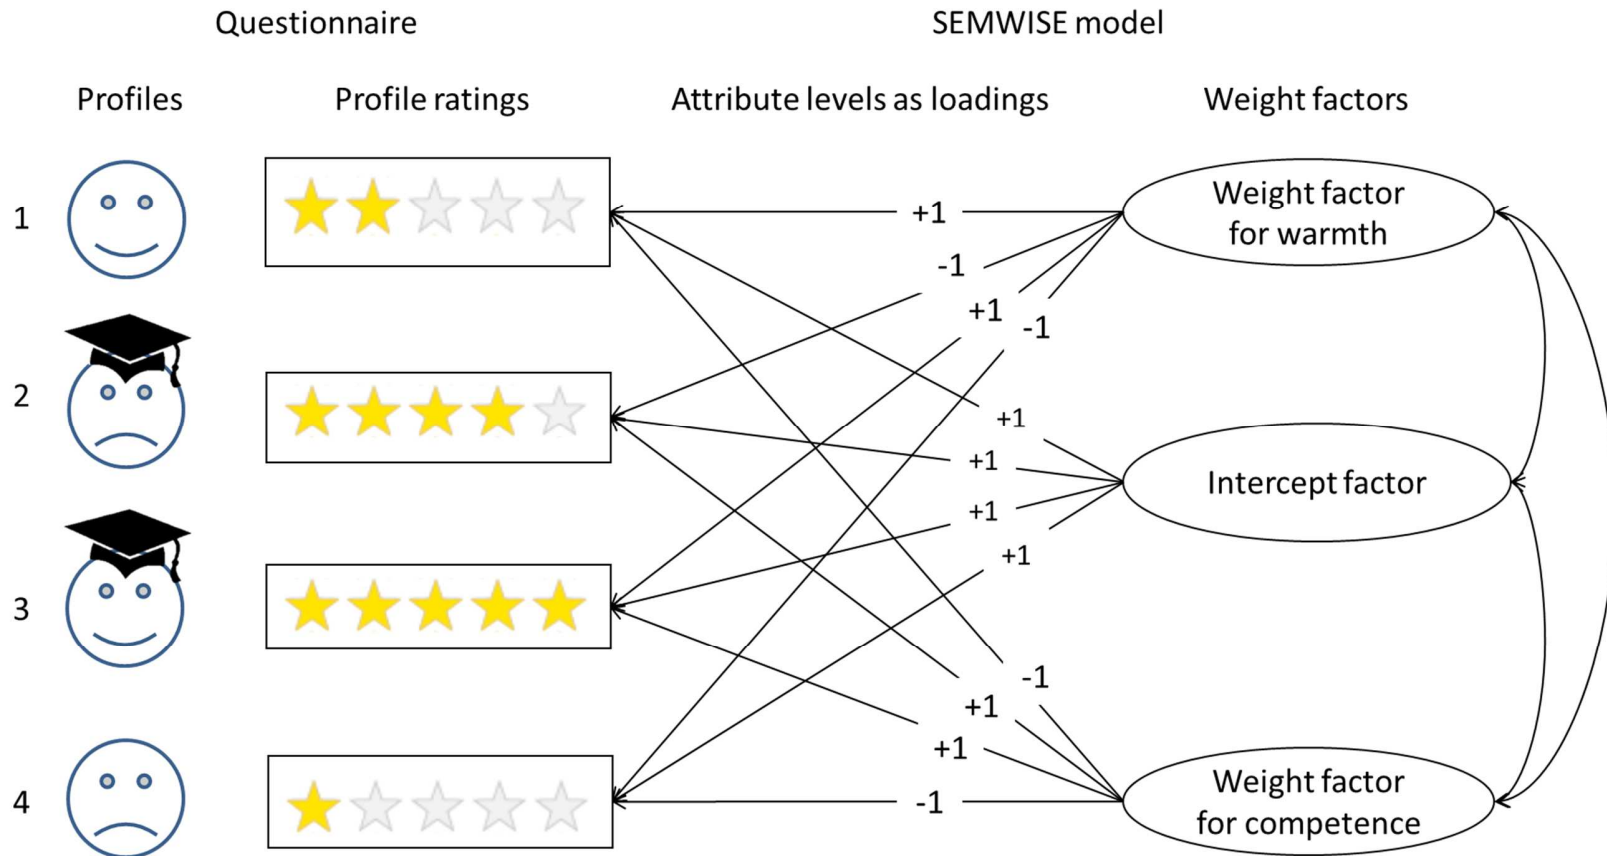 Questionnaire
SEMWISE model
Profiles
Profile ratings
Attribute levels as loadings
Weight factors
1
+1
Weight factor
for warmth
-1
+1
-1
2
+1
+1
Intercept factor
+1
+1
3
-1
+1
+1
4
-1
Weight factor
for competence